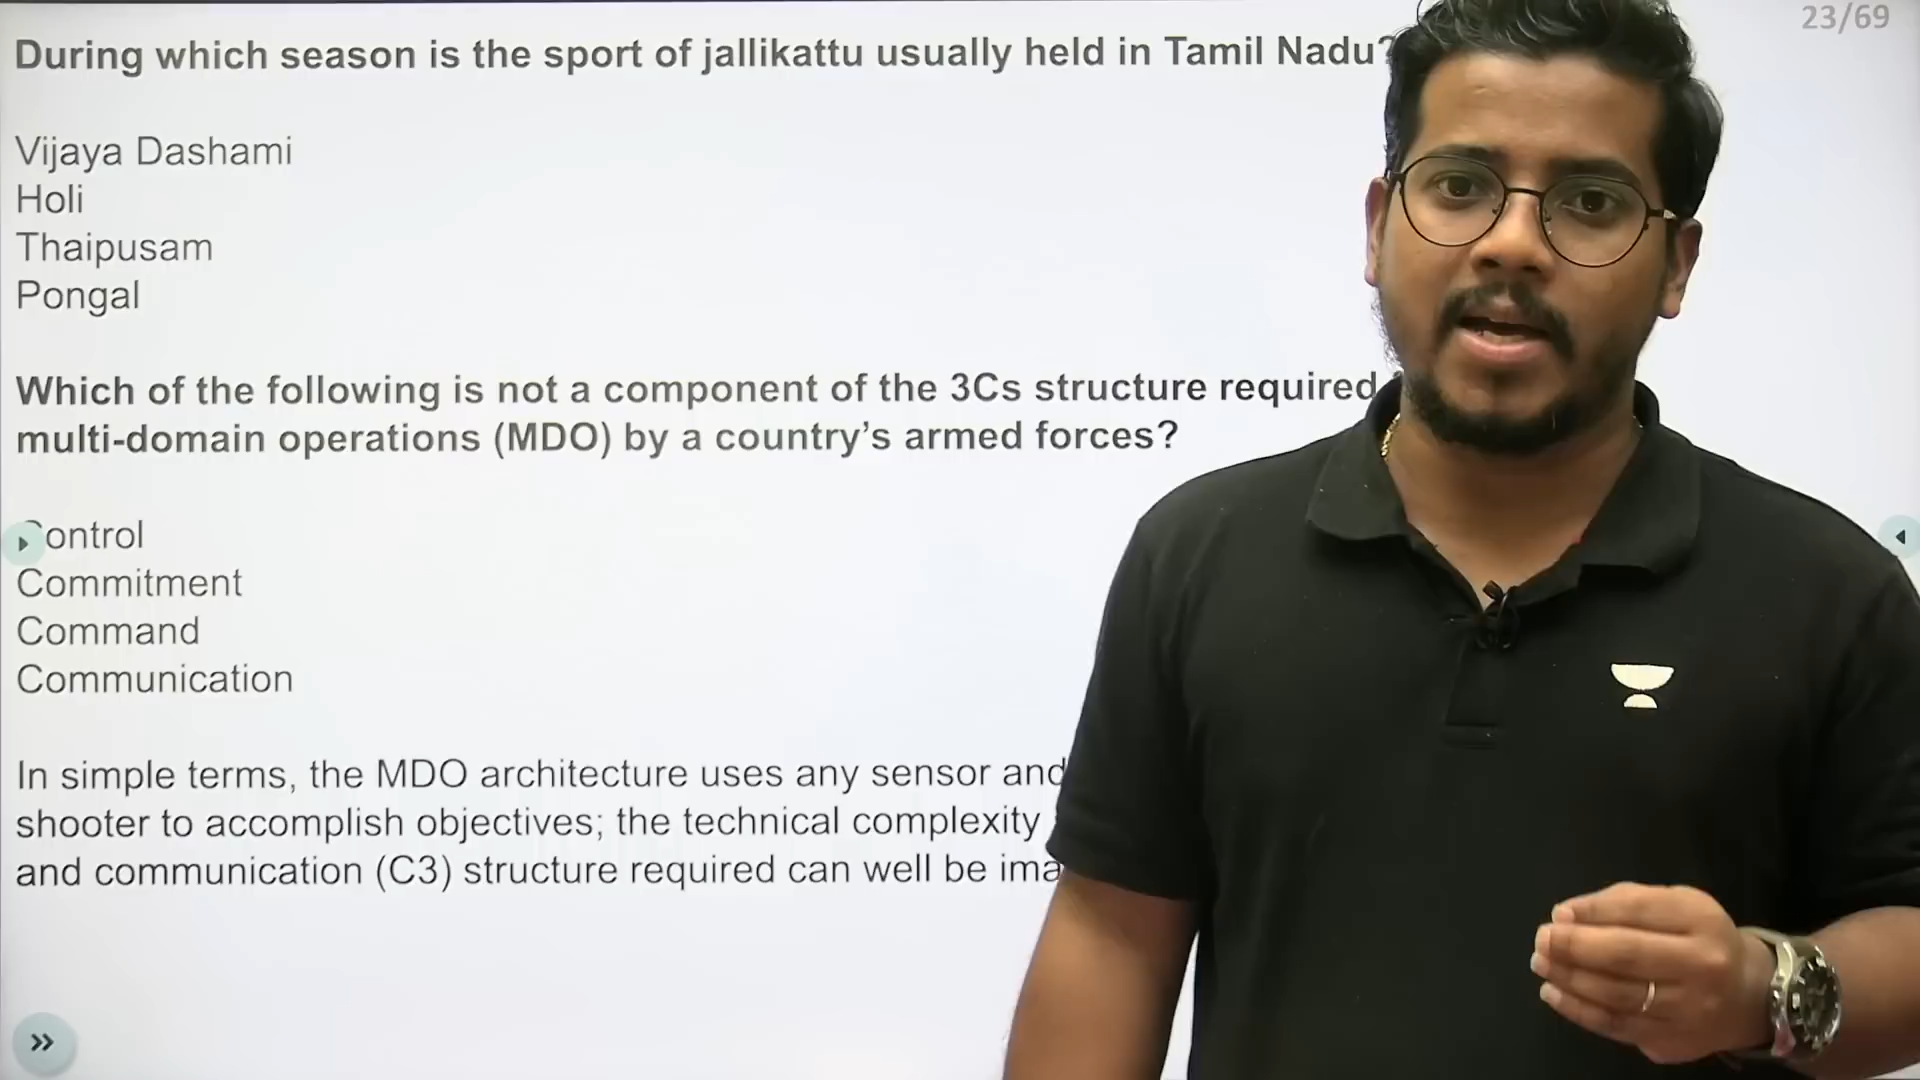 23/69
During which season is the sport of jallikattu usually held in Tamil Nadu?
Vijaya Dashami
Holi
Thaipusam
Pongal
Which of the following is not a component of the 3Cs structure required
multi-domain operations (MDO) by a country's armed forces?
Control
Commitment
Command
Communication
In simple terms, the MDO architecture uses any sensor and
shooter to accomplish objectives; the technical complexity
and communication (C3) structure required can well be ima